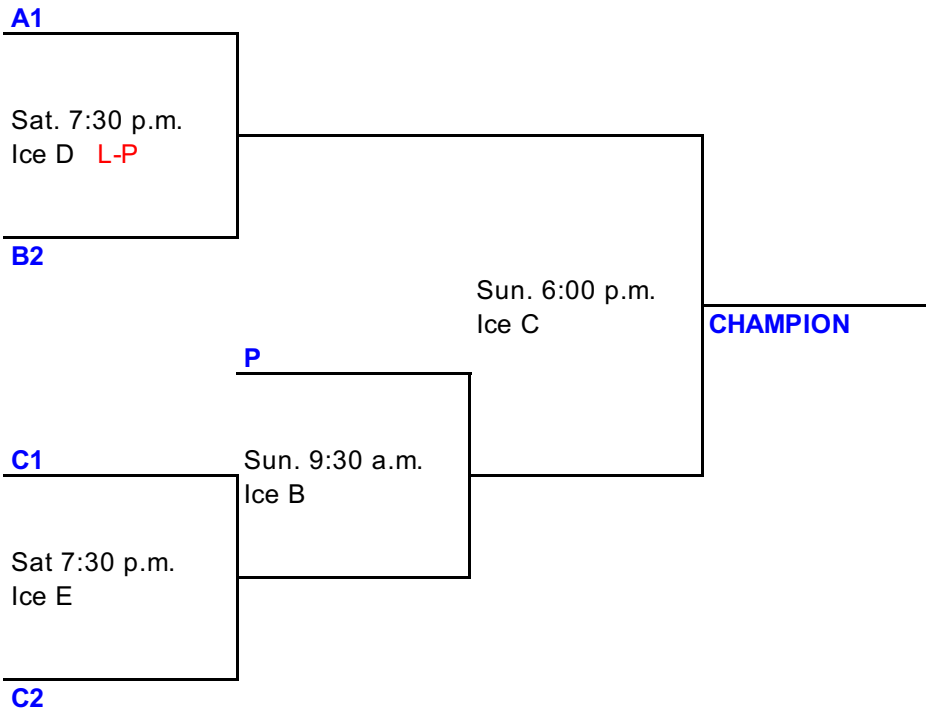 A1
Sat. 7:30 p.m.
Ice D L-P
B2
Sun. 6:00 p.m.
Ice C
CHAMPION
P
C1
Sun. 9:30 a.m.
Ice B
Sat 7:30 p.m.
Ice E
C2